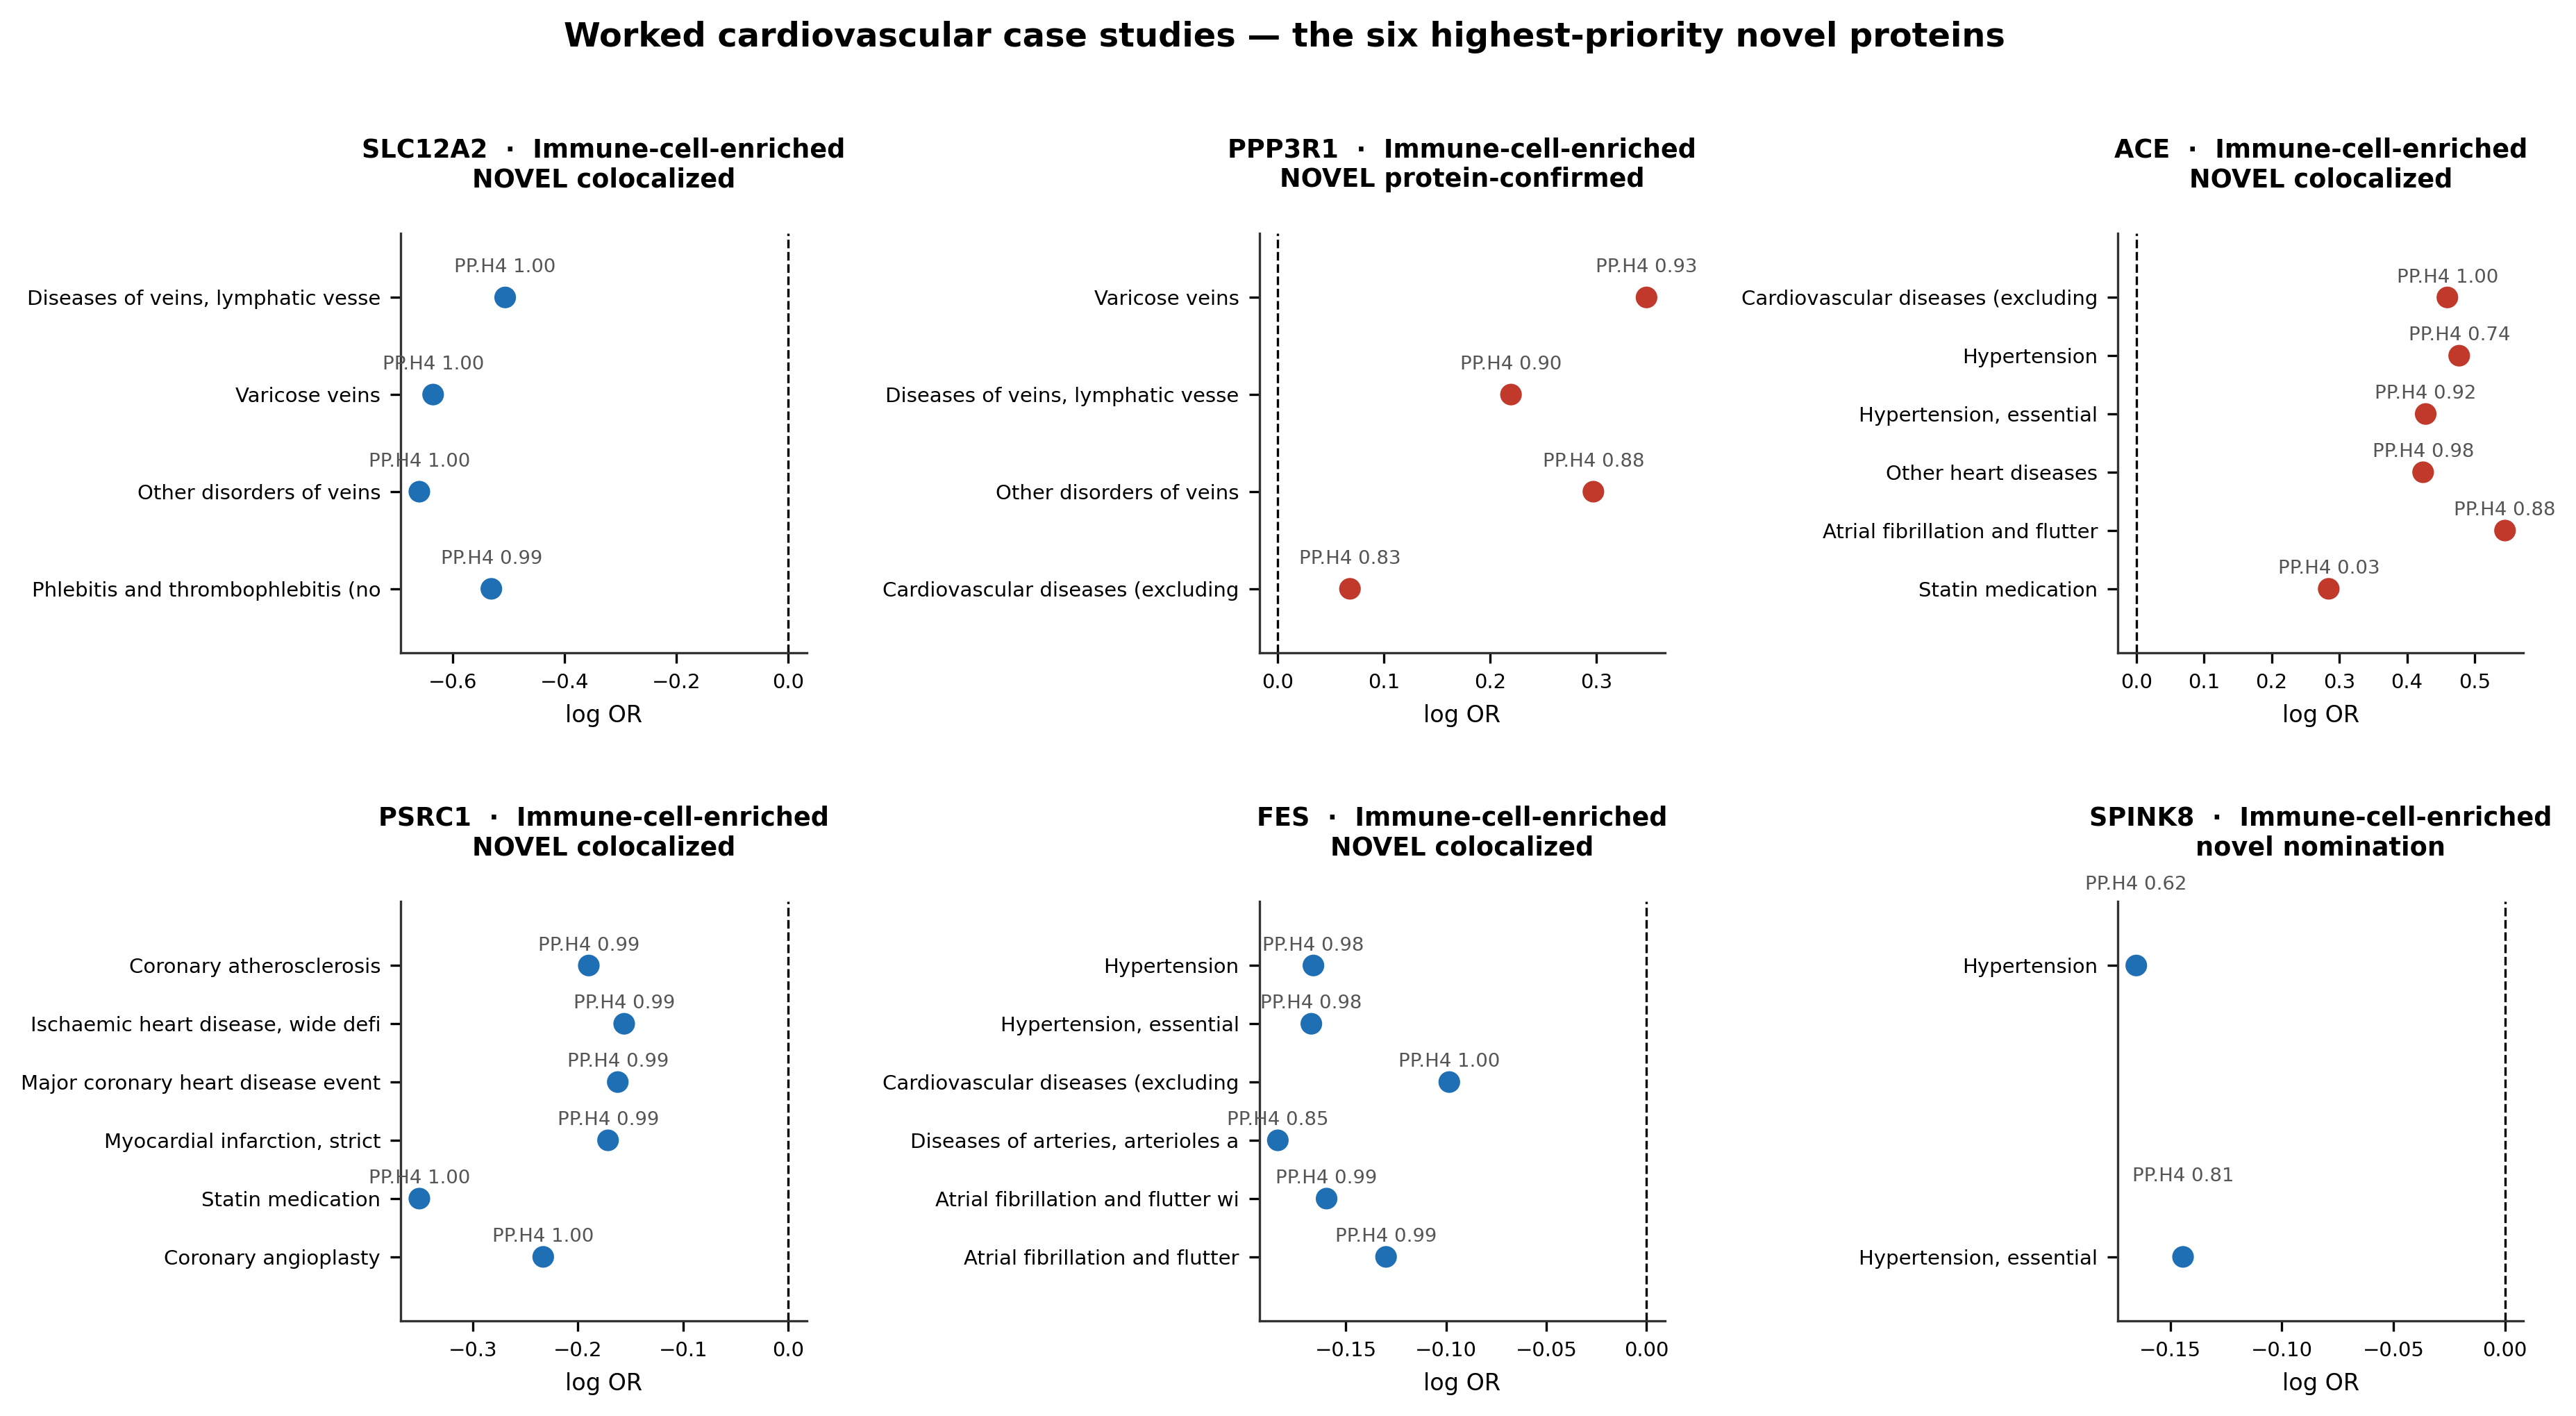 Worked cardiovascular case studies — the six highest-priority novel proteins
SLC12A2 · Immune-cell-enriched
NOVEL colocalized
PP.H4 1.00
Diseases of veins, lymphatic vesse
PP.H4 1.00
Varicose veins
PP.H4 1.00
Other disorders of veins
PP.H4 0.99
Phlebitis and thrombophlebitis (no
−0.6 −0.4 −0.2 0.0
log OR
PPP3R1 · Immune-cell-enriched
NOVEL protein-confirmed
PP.H4 0.93
Varicose veins
PP.H4 0.90
Diseases of veins, lymphatic vesse
PP.H4 0.88
Other disorders of veins
PP.H4 0.83
Cardiovascular diseases (excluding
0.0 0.1 0.2 0.3
log OR
ACE · Immune-cell-enriched
NOVEL colocalized
PP.H4 1.00
Cardiovascular diseases (excluding
PP.H4 0.74
Hypertension
PP.H4 0.92
Hypertension, essential
PP.H4 0.98
Other heart diseases
PP.H4 0.88
Atrial fibrillation and flutter
PP.H4 0.03
Statin medication
0.0 0.1 0.2 0.3 0.4 0.5
log OR
PSRC1 · Immune-cell-enriched
NOVEL colocalized
PP.H4 0.99
Coronary atherosclerosis
PP.H4 0.99
Ischaemic heart disease, wide defi
PP.H4 0.99
Major coronary heart disease event
PP.H4 0.99
Myocardial infarction, strict
PP.H4 1.00
Statin medication
PP.H4 1.00
Coronary angioplasty
−0.3 −0.2 −0.1 0.0
log OR
FES · Immune-cell-enriched
NOVEL colocalized
PP.H4 0.98
Hypertension
PP.H4 0.98
Hypertension, essential
PP.H4 1.00
Cardiovascular diseases (excluding
PP.H4 0.85
Diseases of arteries, arterioles a
PP.H4 0.99
Atrial fibrillation and flutter wi
PP.H4 0.99
Atrial fibrillation and flutter
−0.15 −0.10 −0.05 0.00
log OR
SPINK8 · Immune-cell-enriched
novel nomination
PP.H4 0.62
Hypertension
PP.H4 0.81
Hypertension, essential
−0.15 −0.10 −0.05 0.00
log OR